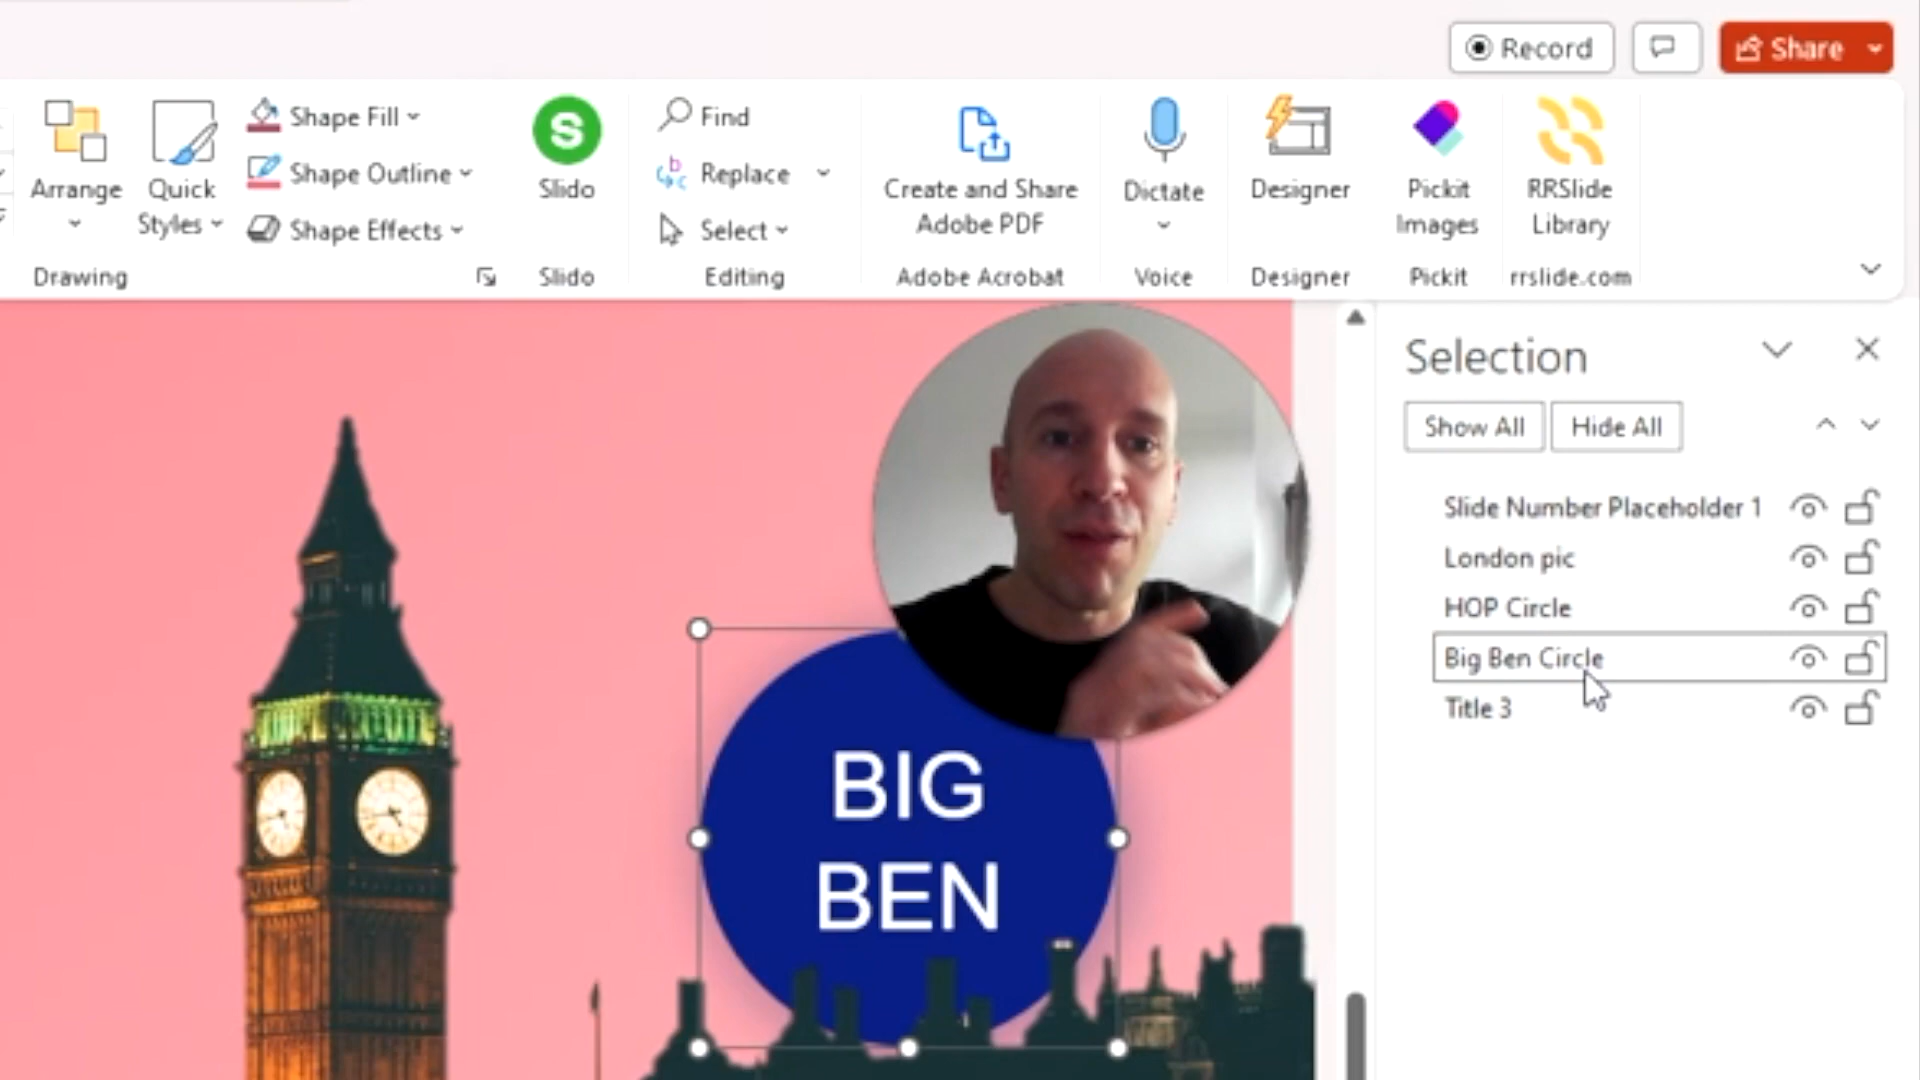 Record
Share
Arrange
Quick
Styles
Shape Fill
Shape Outline
Shape Effects
Drawing
S
Slido
Slido
Find
Replace
Select
Editing
Create and Share
Adobe PDF
Adobe Acrobat
Dictate
Voice
Designer
Designer
Pickit
Images
Pickit
RRSlide
Library
rrslide.com
Selection
Show All
Hide All
Slide Number Placeholder 1
London pic
HOP Circle
Big Ben Circle
Title 3
BIG
BEN